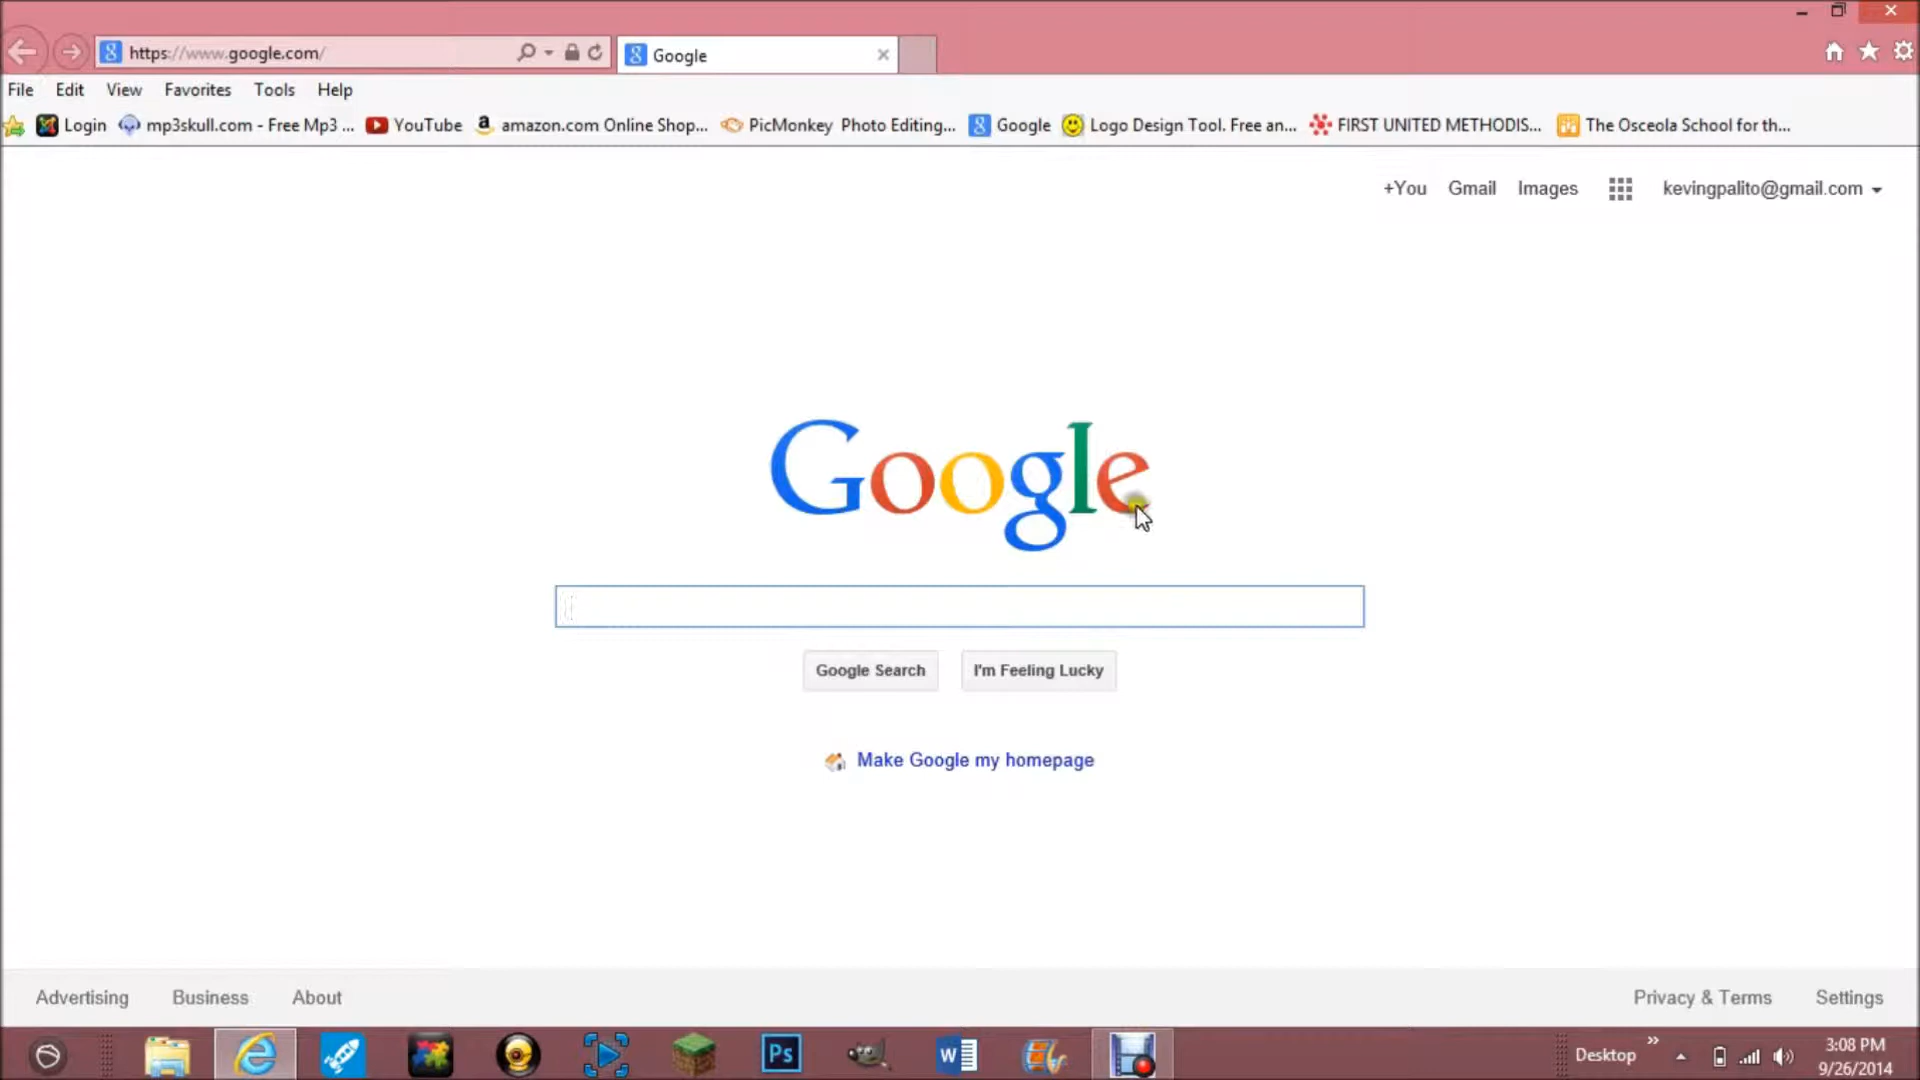 https://www.google.com/
Google
File Edit View Favorites Tools Help
Login mp3skull.com - Free Mp3 ... YouTube amazon.com Online Shop... PicMonkey Photo Editing... Google Logo Design Tool. Free an... FIRST UNITED METHODIS... The Osceola School for th...
+You Gmail Images kevingpalito@gmail.com
Google
Google Search I'm Feeling Lucky
Make Google my homepage
Advertising Business About Privacy & Terms Settings
Ps
W
Desktop
3:08 PM
9/26/2014